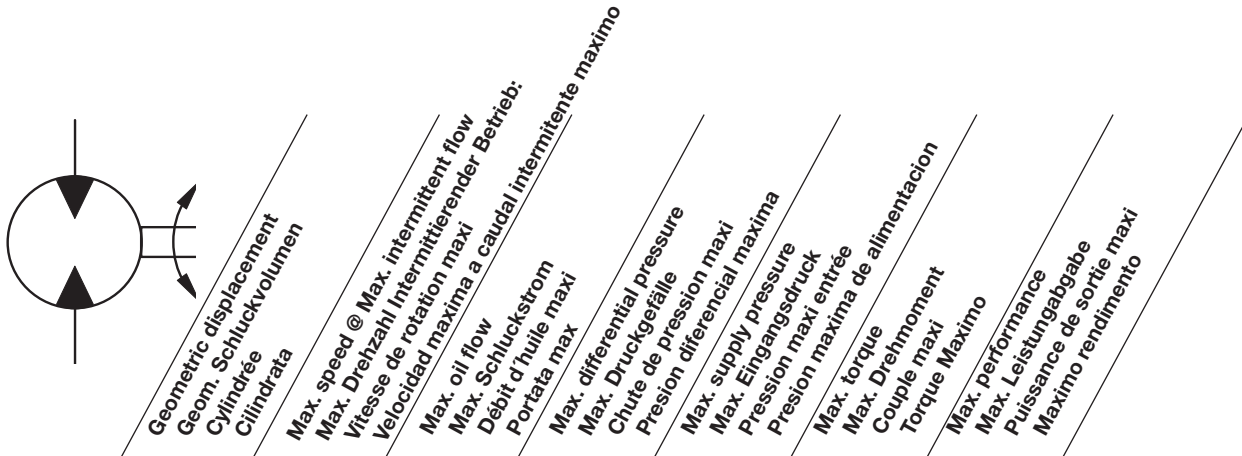 Geometric displacement
Geom. Schluckvolumen
Cylindrée
Cilindrata
Max. speed @ Max. intermittent flow
Max. Drehzahl Intermittierender Betrieb:
Vitesse de rotation maxi
Velocidad maxima a caudal intermitente maximo
Max. oil flow
Max. Schluckstrom
Débit d´huile maxi
Portata max
Max. differential pressure
Max. Druckgefälle
Chute de pression maxi
Presion diferencial maxima
Max. supply pressure
Max. Eingangsdruck
Pression maxi entrée
Presion maxima de alimentacion
Max. torque
Max. Drehmoment
Couple maxi
Torque Maximo
Max. performance
Max. Leistungabgabe
Puissance de sortie maxi
Maximo rendimento